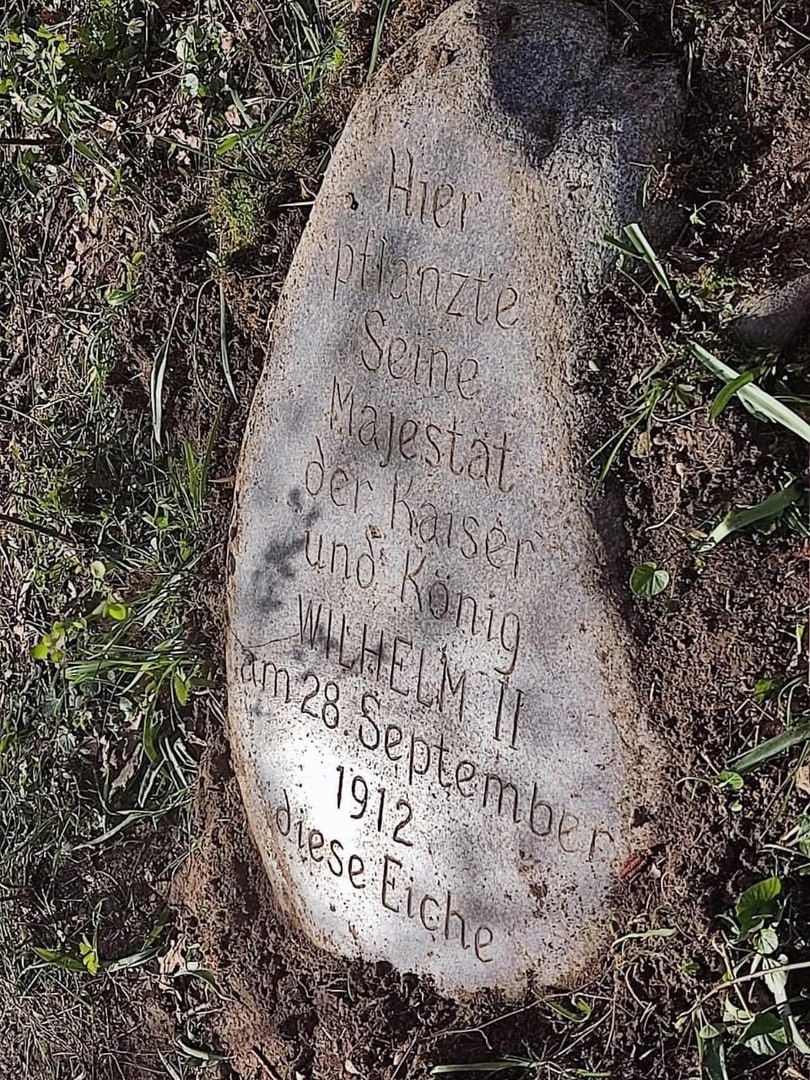 Hier
pflanzte
Seine
Majestät
der Kaiser
und König
WILHELM II
am 28. September
1912
diese Eiche